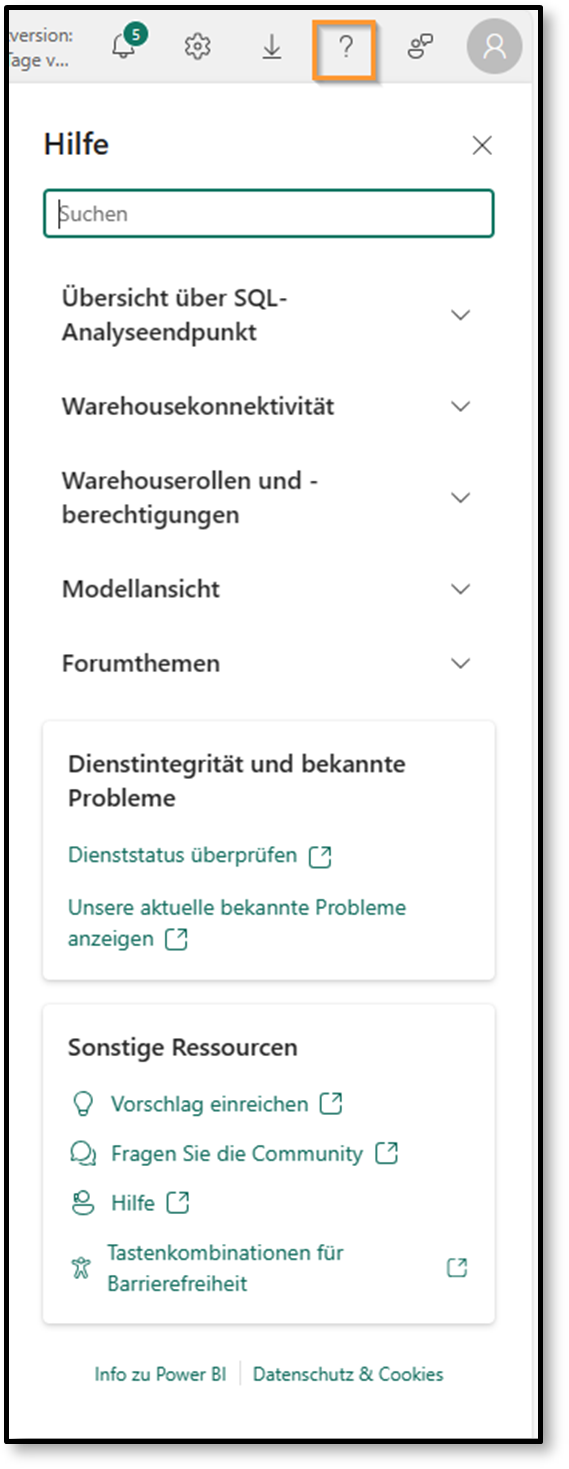 version:
Tage v...
5
?
Hilfe
Suchen
Übersicht über SQL-
Analyseendpunkt
Warehousekonnektivität
Warehouserollen und -
berechtigungen
Modellansicht
Forumthemen
Dienstintegrität und bekannte
Probleme
Dienststatus überprüfen
Unsere aktuelle bekannte Probleme
anzeigen
Sonstige Ressourcen
Vorschlag einreichen
Fragen Sie die Community
Hilfe
Tastenkombinationen für
Barrierefreiheit
Info zu Power BI | Datenschutz & Cookies